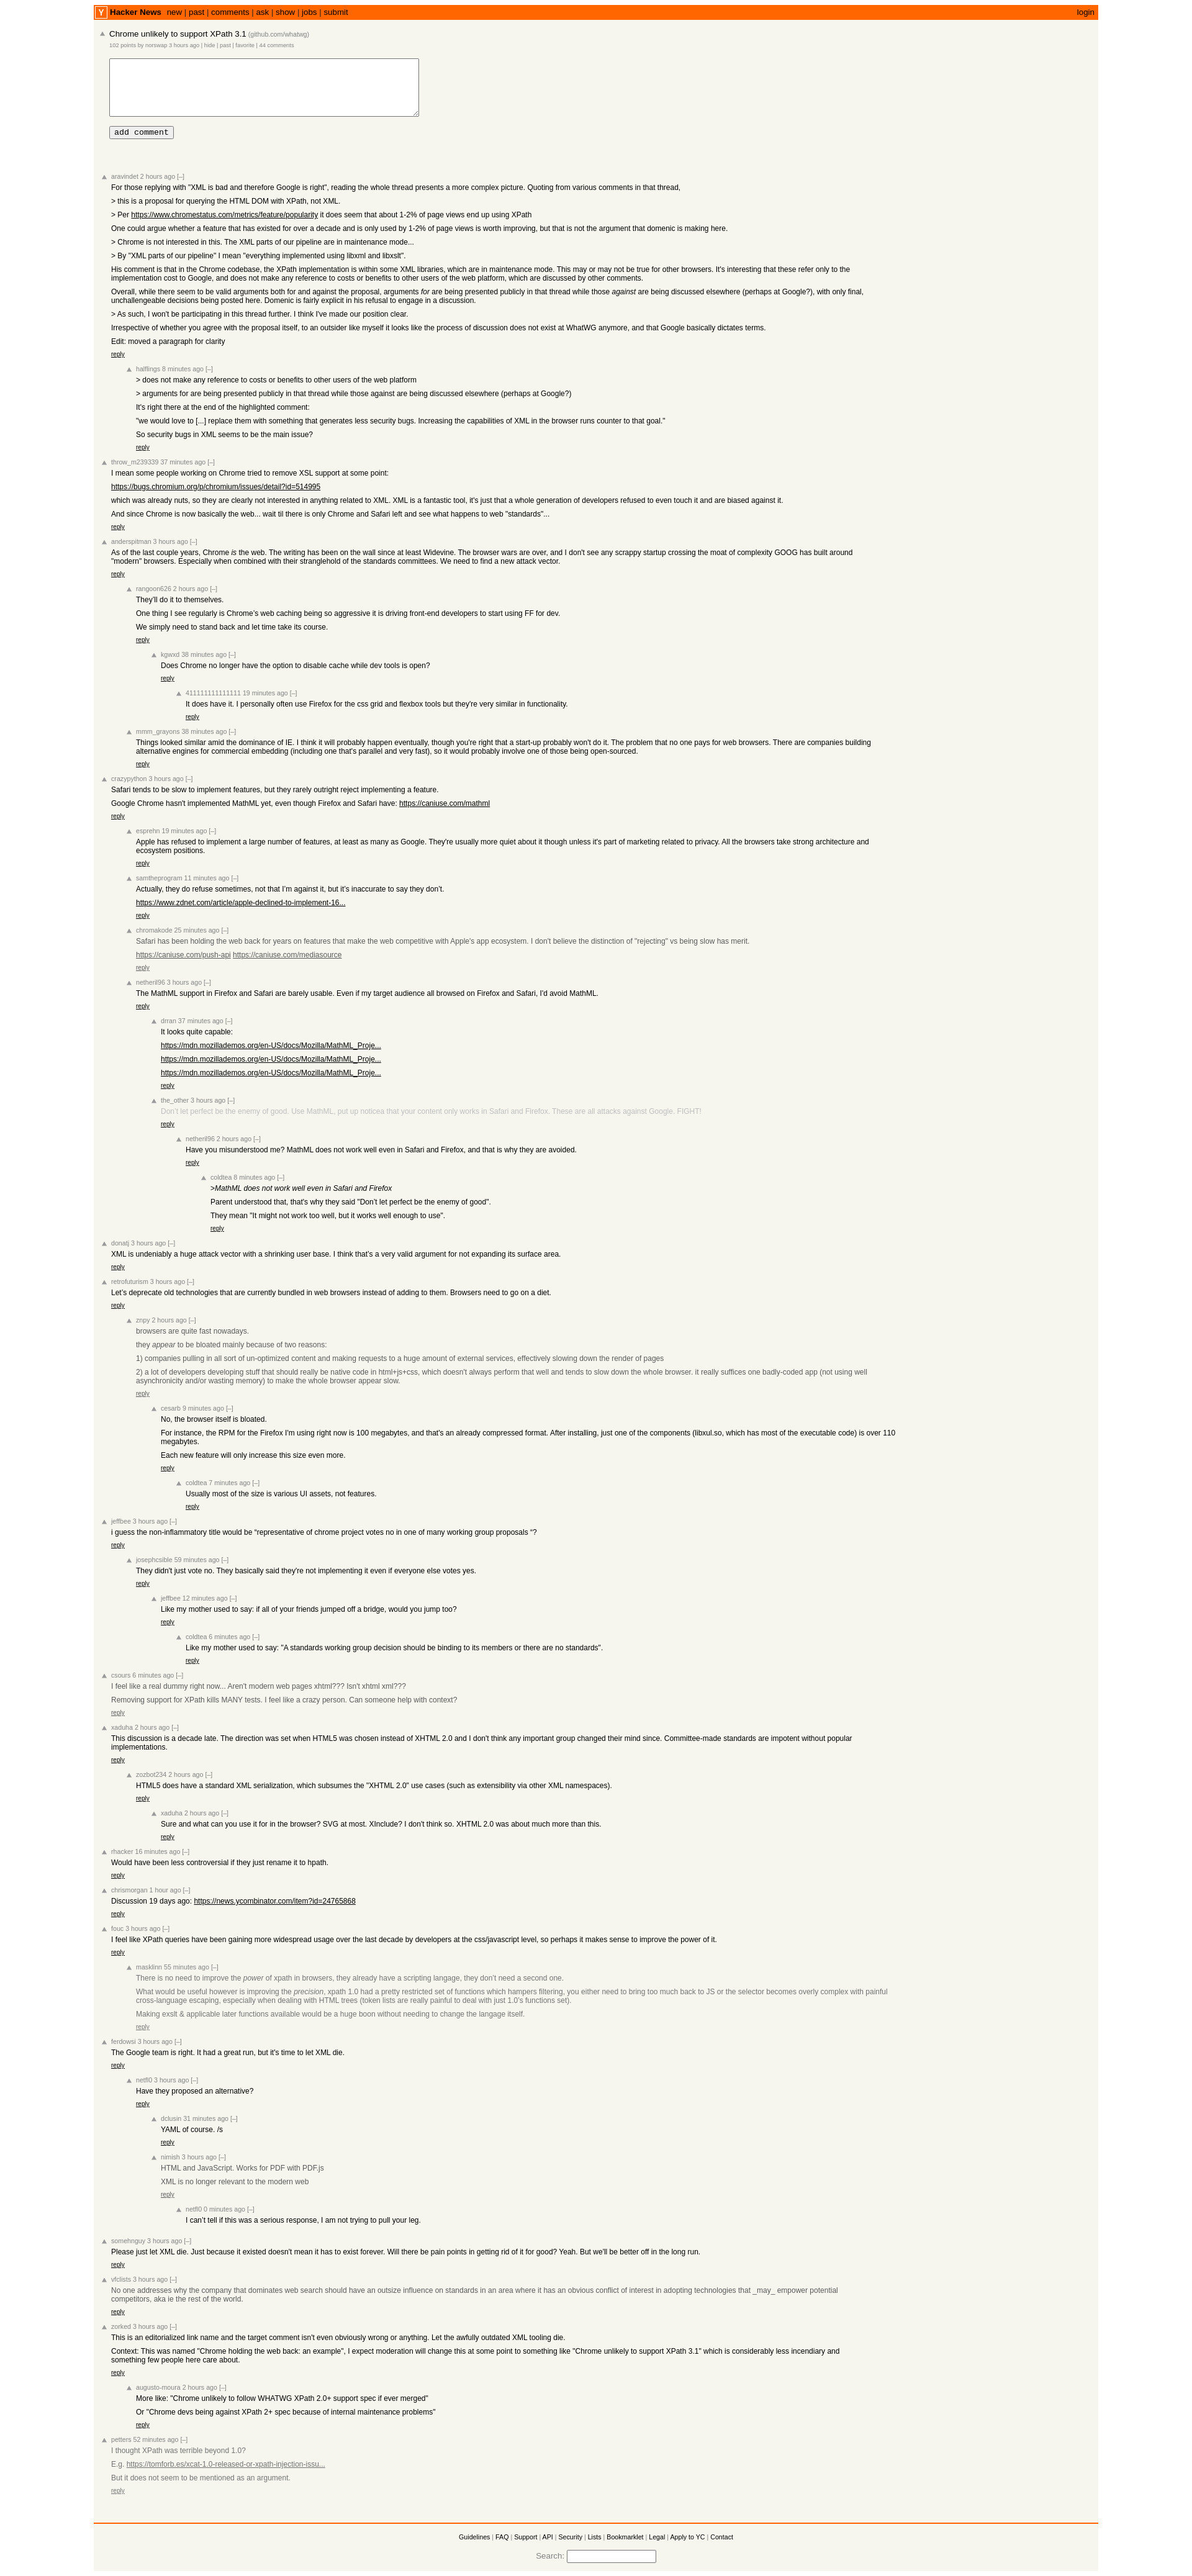 Y Hacker News new | past | comments | ask | show | jobs | submit login
Chrome unlikely to support XPath 3.1 (github.com/whatwg)
102 points by norswap 3 hours ago | hide | past | favorite | 44 comments
add comment
aravindet 2 hours ago [–]
For those replying with "XML is bad and therefore Google is right", reading the whole thread presents a more complex picture. Quoting from various comments in that thread,
> this is a proposal for querying the HTML DOM with XPath, not XML.
> Per https://www.chromestatus.com/metrics/feature/popularity it does seem that about 1-2% of page views end up using XPath
One could argue whether a feature that has existed for over a decade and is only used by 1-2% of page views is worth improving, but that is not the argument that domenic is making here.
> Chrome is not interested in this. The XML parts of our pipeline are in maintenance mode...
> By "XML parts of our pipeline" I mean "everything implemented using libxml and libxslt".
His comment is that in the Chrome codebase, the XPath implementation is within some XML libraries, which are in maintenance mode. This may or may not be true for other browsers. It's interesting that these refer only to the
implementation cost to Google, and does not make any reference to costs or benefits to other users of the web platform, which are discussed by other comments.
Overall, while there seem to be valid arguments both for and against the proposal, arguments for are being presented publicly in that thread while those against are being discussed elsewhere (perhaps at Google?), with only final,
unchallengeable decisions being posted here. Domenic is fairly explicit in his refusal to engage in a discussion.
> As such, I won't be participating in this thread further. I think I've made our position clear.
Irrespective of whether you agree with the proposal itself, to an outsider like myself it looks like the process of discussion does not exist at WhatWG anymore, and that Google basically dictates terms.
Edit: moved a paragraph for clarity
reply
halflings 8 minutes ago [–]
> does not make any reference to costs or benefits to other users of the web platform
> arguments for are being presented publicly in that thread while those against are being discussed elsewhere (perhaps at Google?)
It's right there at the end of the highlighted comment:
"we would love to [...] replace them with something that generates less security bugs. Increasing the capabilities of XML in the browser runs counter to that goal."
So security bugs in XML seems to be the main issue?
reply
throw_m239339 37 minutes ago [–]
I mean some people working on Chrome tried to remove XSL support at some point:
https://bugs.chromium.org/p/chromium/issues/detail?id=514995
which was already nuts, so they are clearly not interested in anything related to XML. XML is a fantastic tool, it's just that a whole generation of developers refused to even touch it and are biased against it.
And since Chrome is now basically the web... wait til there is only Chrome and Safari left and see what happens to web "standards"...
reply
anderspitman 3 hours ago [–]
As of the last couple years, Chrome is the web. The writing has been on the wall since at least Widevine. The browser wars are over, and I don't see any scrappy startup crossing the moat of complexity GOOG has built around
"modern" browsers. Especially when combined with their stranglehold of the standards committees. We need to find a new attack vector.
reply
rangoon626 2 hours ago [–]
They'll do it to themselves.
One thing I see regularly is Chrome's web caching being so aggressive it is driving front-end developers to start using FF for dev.
We simply need to stand back and let time take its course.
reply
kgwxd 38 minutes ago [–]
Does Chrome no longer have the option to disable cache while dev tools is open?
reply
411111111111111 19 minutes ago [–]
It does have it. I personally often use Firefox for the css grid and flexbox tools but they're very similar in functionality.
reply
mmm_grayons 38 minutes ago [–]
Things looked similar amid the dominance of IE. I think it will probably happen eventually, though you're right that a start-up probably won't do it. The problem that no one pays for web browsers. There are companies building
alternative engines for commercial embedding (including one that's parallel and very fast), so it would probably involve one of those being open-sourced.
reply
crazypython 3 hours ago [–]
Safari tends to be slow to implement features, but they rarely outright reject implementing a feature.
Google Chrome hasn't implemented MathML yet, even though Firefox and Safari have: https://caniuse.com/mathml
reply
esprehn 19 minutes ago [–]
Apple has refused to implement a large number of features, at least as many as Google. They're usually more quiet about it though unless it's part of marketing related to privacy. All the browsers take strong architecture and
ecosystem positions.
reply
samtheprogram 11 minutes ago [–]
Actually, they do refuse sometimes, not that I'm against it, but it's inaccurate to say they don't.
https://www.zdnet.com/article/apple-declined-to-implement-16...
reply
chromakode 25 minutes ago [–]
Safari has been holding the web back for years on features that make the web competitive with Apple's app ecosystem. I don't believe the distinction of "rejecting" vs being slow has merit.
https://caniuse.com/push-api https://caniuse.com/mediasource
reply
netheril96 3 hours ago [–]
The MathML support in Firefox and Safari are barely usable. Even if my target audience all browsed on Firefox and Safari, I'd avoid MathML.
reply
drran 37 minutes ago [–]
It looks quite capable:
https://mdn.mozillademos.org/en-US/docs/Mozilla/MathML_Proje...
https://mdn.mozillademos.org/en-US/docs/Mozilla/MathML_Proje...
https://mdn.mozillademos.org/en-US/docs/Mozilla/MathML_Proje...
reply
the_other 3 hours ago [–]
Don't let perfect be the enemy of good. Use MathML, put up noticea that your content only works in Safari and Firefox. These are all attacks against Google. FIGHT!
reply
netheril96 2 hours ago [–]
Have you misunderstood me? MathML does not work well even in Safari and Firefox, and that is why they are avoided.
reply
coldtea 8 minutes ago [–]
>MathML does not work well even in Safari and Firefox
Parent understood that, that's why they said "Don't let perfect be the enemy of good".
They mean "It might not work too well, but it works well enough to use".
reply
donatj 3 hours ago [–]
XML is undeniably a huge attack vector with a shrinking user base. I think that's a very valid argument for not expanding its surface area.
reply
retrofuturism 3 hours ago [–]
Let's deprecate old technologies that are currently bundled in web browsers instead of adding to them. Browsers need to go on a diet.
reply
znpy 2 hours ago [–]
browsers are quite fast nowadays.
they appear to be bloated mainly because of two reasons:
1) companies pulling in all sort of un-optimized content and making requests to a huge amount of external services, effectively slowing down the render of pages
2) a lot of developers developing stuff that should really be native code in html+js+css, which doesn't always perform that well and tends to slow down the whole browser. it really suffices one badly-coded app (not using well
asynchronicity and/or wasting memory) to make the whole browser appear slow.
reply
cesarb 9 minutes ago [–]
No, the browser itself is bloated.
For instance, the RPM for the Firefox I'm using right now is 100 megabytes, and that's an already compressed format. After installing, just one of the components (libxul.so, which has most of the executable code) is over 110
megabytes.
Each new feature will only increase this size even more.
reply
coldtea 7 minutes ago [–]
Usually most of the size is various UI assets, not features.
reply
jeffbee 3 hours ago [–]
i guess the non-inflammatory title would be “representative of chrome project votes no in one of many working group proposals “?
reply
josephcsible 59 minutes ago [–]
They didn't just vote no. They basically said they're not implementing it even if everyone else votes yes.
reply
jeffbee 12 minutes ago [–]
Like my mother used to say: if all of your friends jumped off a bridge, would you jump too?
reply
coldtea 6 minutes ago [–]
Like my mother used to say: "A standards working group decision should be binding to its members or there are no standards".
reply
csours 6 minutes ago [–]
I feel like a real dummy right now... Aren't modern web pages xhtml??? Isn't xhtml xml???
Removing support for XPath kills MANY tests. I feel like a crazy person. Can someone help with context?
reply
xaduha 2 hours ago [–]
This discussion is a decade late. The direction was set when HTML5 was chosen instead of XHTML 2.0 and I don't think any important group changed their mind since. Committee-made standards are impotent without popular
implementations.
reply
zozbot234 2 hours ago [–]
HTML5 does have a standard XML serialization, which subsumes the "XHTML 2.0" use cases (such as extensibility via other XML namespaces).
reply
xaduha 2 hours ago [–]
Sure and what can you use it for in the browser? SVG at most. XInclude? I don't think so. XHTML 2.0 was about much more than this.
reply
rhacker 16 minutes ago [–]
Would have been less controversial if they just rename it to hpath.
reply
chrismorgan 1 hour ago [–]
Discussion 19 days ago: https://news.ycombinator.com/item?id=24765868
reply
fouc 3 hours ago [–]
I feel like XPath queries have been gaining more widespread usage over the last decade by developers at the css/javascript level, so perhaps it makes sense to improve the power of it.
reply
masklinn 55 minutes ago [–]
There is no need to improve the power of xpath in browsers, they already have a scripting langage, they don't need a second one.
What would be useful however is improving the precision, xpath 1.0 had a pretty restricted set of functions which hampers filtering, you either need to bring too much back to JS or the selector becomes overly complex with painful
cross-language escaping, especially when dealing with HTML trees (token lists are really painful to deal with just 1.0's functions set).
Making exslt & applicable later functions available would be a huge boon without needing to change the langage itself.
reply
ferdowsi 3 hours ago [–]
The Google team is right. It had a great run, but it's time to let XML die.
reply
netfl0 3 hours ago [–]
Have they proposed an alternative?
reply
dclusin 31 minutes ago [–]
YAML of course. /s
reply
nimish 3 hours ago [–]
HTML and JavaScript. Works for PDF with PDF.js
XML is no longer relevant to the modern web
reply
netfl0 0 minutes ago [–]
I can't tell if this was a serious response, I am not trying to pull your leg.
somehnguy 3 hours ago [–]
Please just let XML die. Just because it existed doesn't mean it has to exist forever. Will there be pain points in getting rid of it for good? Yeah. But we'll be better off in the long run.
reply
vfclists 3 hours ago [–]
No one addresses why the company that dominates web search should have an outsize influence on standards in an area where it has an obvious conflict of interest in adopting technologies that _may_ empower potential
competitors, aka ie the rest of the world.
reply
zorked 3 hours ago [–]
This is an editorialized link name and the target comment isn't even obviously wrong or anything. Let the awfully outdated XML tooling die.
Context: This was named "Chrome holding the web back: an example", I expect moderation will change this at some point to something like "Chrome unlikely to support XPath 3.1" which is considerably less incendiary and
something few people here care about.
reply
augusto-moura 2 hours ago [–]
More like: "Chrome unlikely to follow WHATWG XPath 2.0+ support spec if ever merged"
Or "Chrome devs being against XPath 2+ spec because of internal maintenance problems"
reply
petters 52 minutes ago [–]
I thought XPath was terrible beyond 1.0?
E.g. https://tomforb.es/xcat-1.0-released-or-xpath-injection-issu...
But it does not seem to be mentioned as an argument.
reply
Guidelines | FAQ | Support | API | Security | Lists | Bookmarklet | Legal | Apply to YC | Contact
Search: